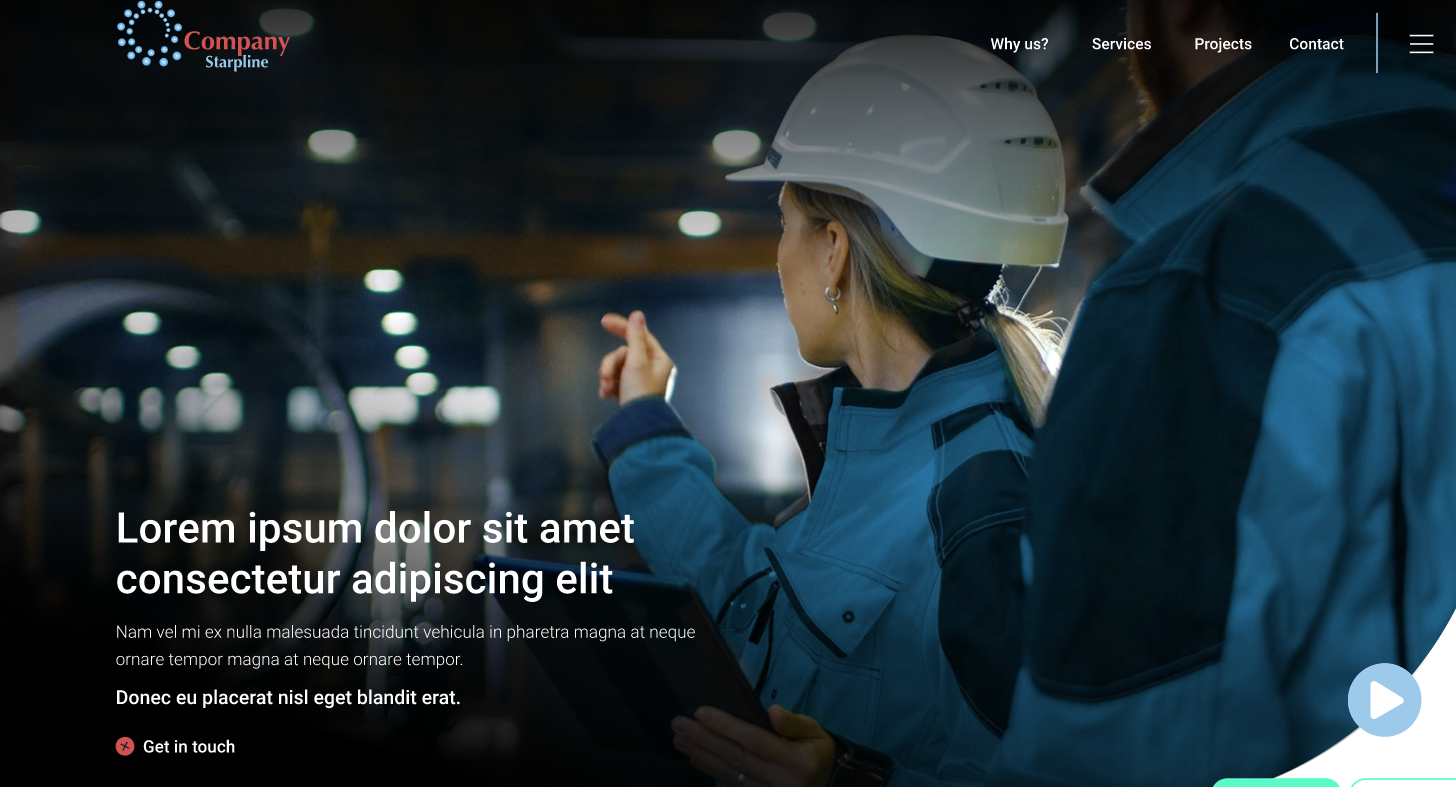 Company
Starpline
Why us?
Services
Projects
Contact
Lorem ipsum dolor sit amet
consectetur adipiscing elit
Nam vel mi ex nulla malesuada tincidunt vehicula in pharetra magna at neque
ornare tempor magna at neque ornare tempor.
Donec eu placerat nisl eget blandit erat.
Get in touch